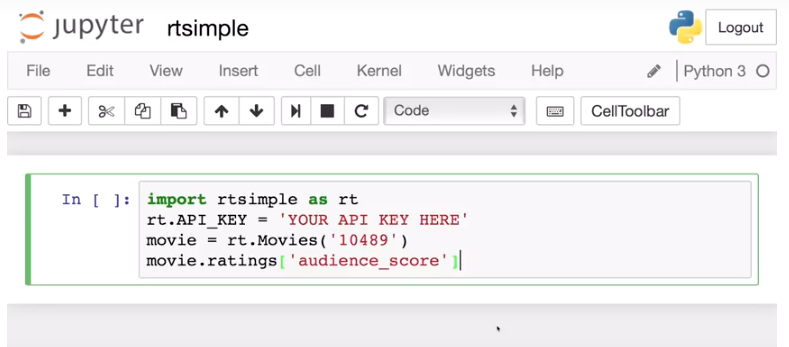 jupyter rtsimple Logout
File Edit View Insert Cell Kernel Widgets Help Python 3
Code CellToolbar
In [ ]: import rtsimple as rt
rt.API_KEY = 'YOUR API KEY HERE'
movie = rt.Movies('10489')
movie.ratings['audience_score']